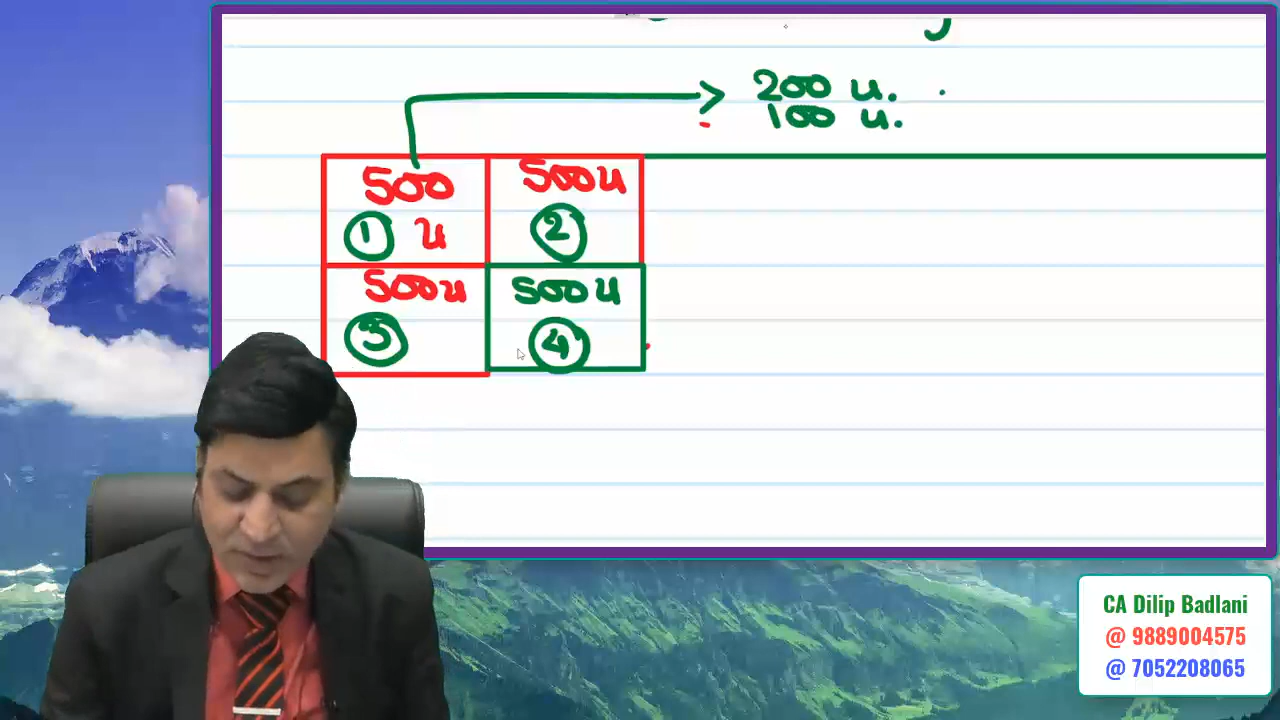 200 u.
100 u.
500 500u
① u ②
500u 500u
③ ④
CA Dilip Badlani
@ 9889004575
@ 7052208065